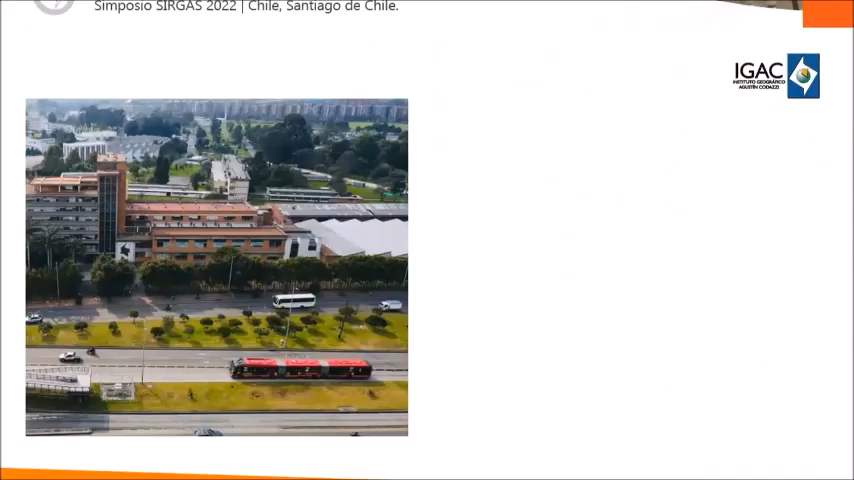 Simposio SIRGAS 2022 | Chile, Santiago de Chile.
IGAC
INSTITUTO GEOGRÁFICO
AGUSTÍN CODAZZI